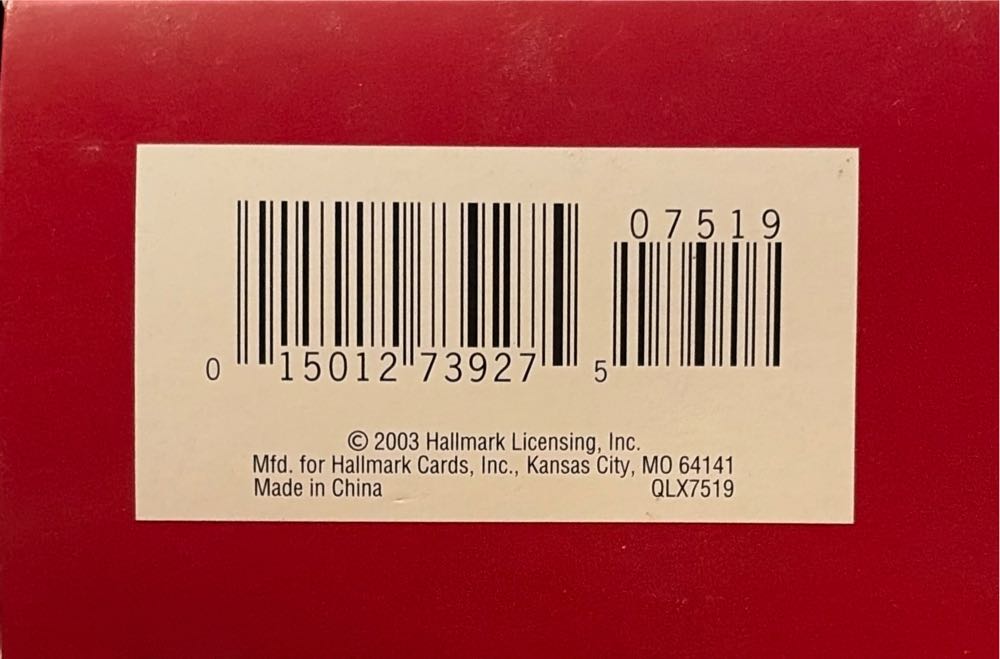 07519
0 15012 73927 5
© 2003 Hallmark Licensing, Inc.
Mfd. for Hallmark Cards, Inc., Kansas City, MO 64141
Made in China QLX7519